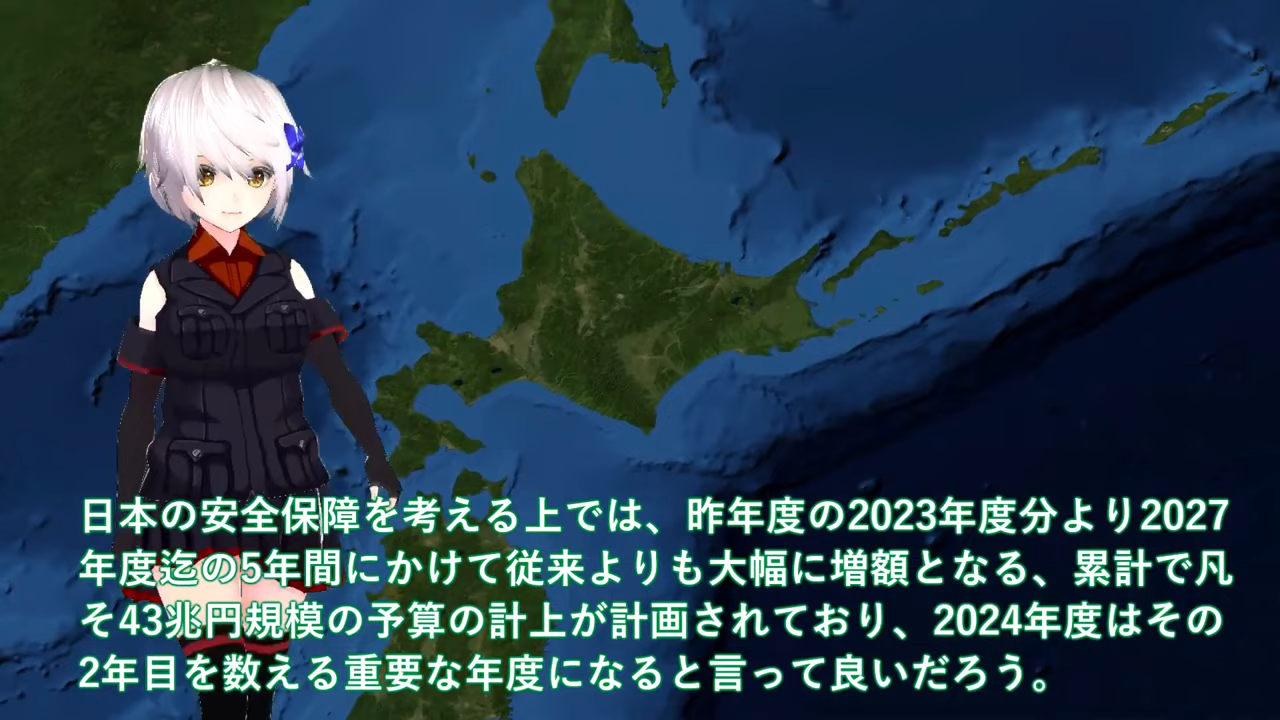 日本の安全保障を考える上では、昨年度の2023年度分より2027
年度迄の5年間にかけて従来よりも大幅に増額となる、累計で凡
そ43兆円規模の予算の計上が計画されており、2024年度はその
2年目を数える重要な年度になると言って良いだろう。